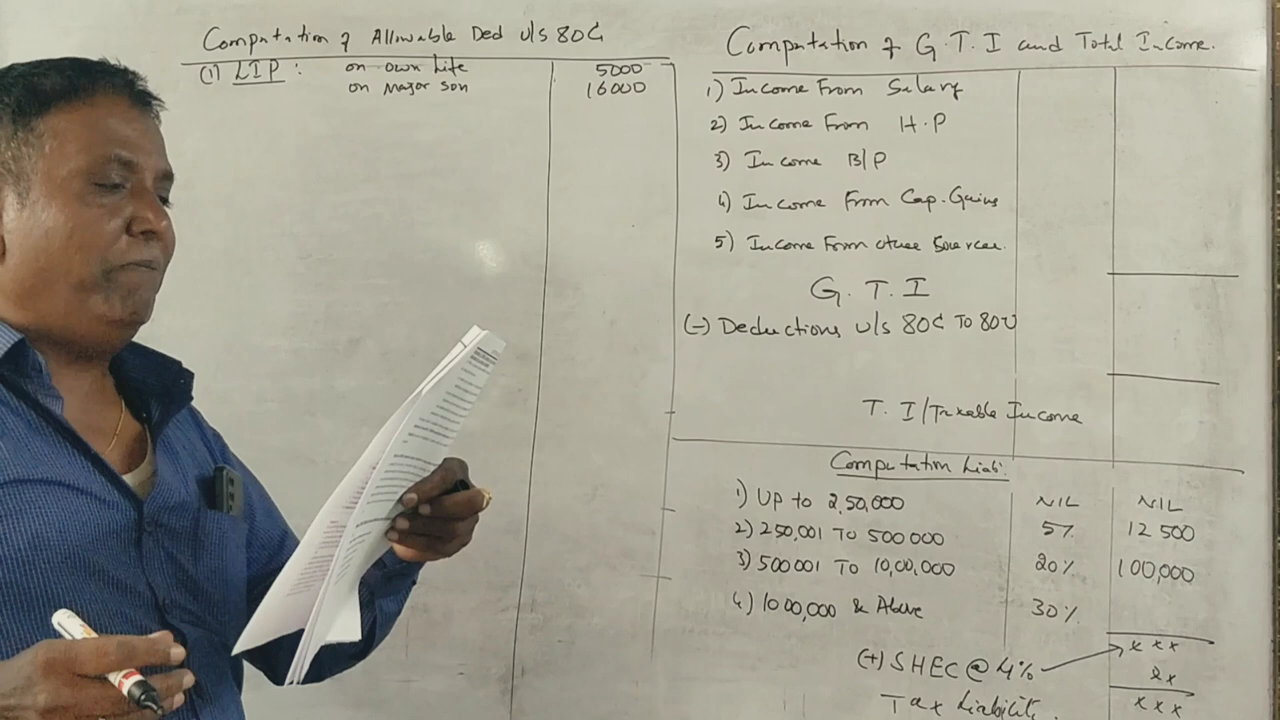 Computation of Allowable Ded u/s 80C
(1) LIP : on own Life 5000
on Major son 16000
Computation of G.T.I and Total Income.
1) Income From Salary
2) Income From H.P
3) Income B/P
4) Income From Cap. Gains
5) Income From other Sources.
G.T.I
(-) Deductions u/s 80C To 80U
T.I/Taxable Income
Computation Liabi.
1) Up to 2,50,000 NIL NIL
2) 250,001 To 500000 5% 12500
3) 500001 To 10,00,000 20% 100,000
4) 1000,000 & Above 30%
xxx
(+) SHEC @ 4% xx
Tax Liability. xxx